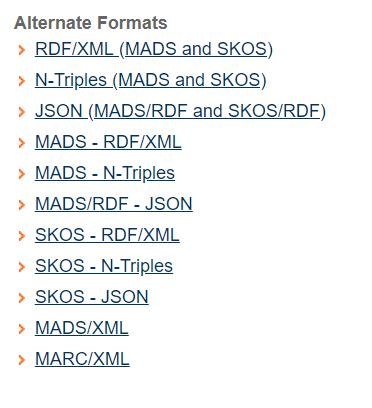 Alternate Formats
RDF/XML (MADS and SKOS)
N-Triples (MADS and SKOS)
JSON (MADS/RDF and SKOS/RDF)
MADS - RDF/XML
MADS - N-Triples
MADS/RDF - JSON
SKOS - RDF/XML
SKOS - N-Triples
SKOS - JSON
MADS/XML
MARC/XML